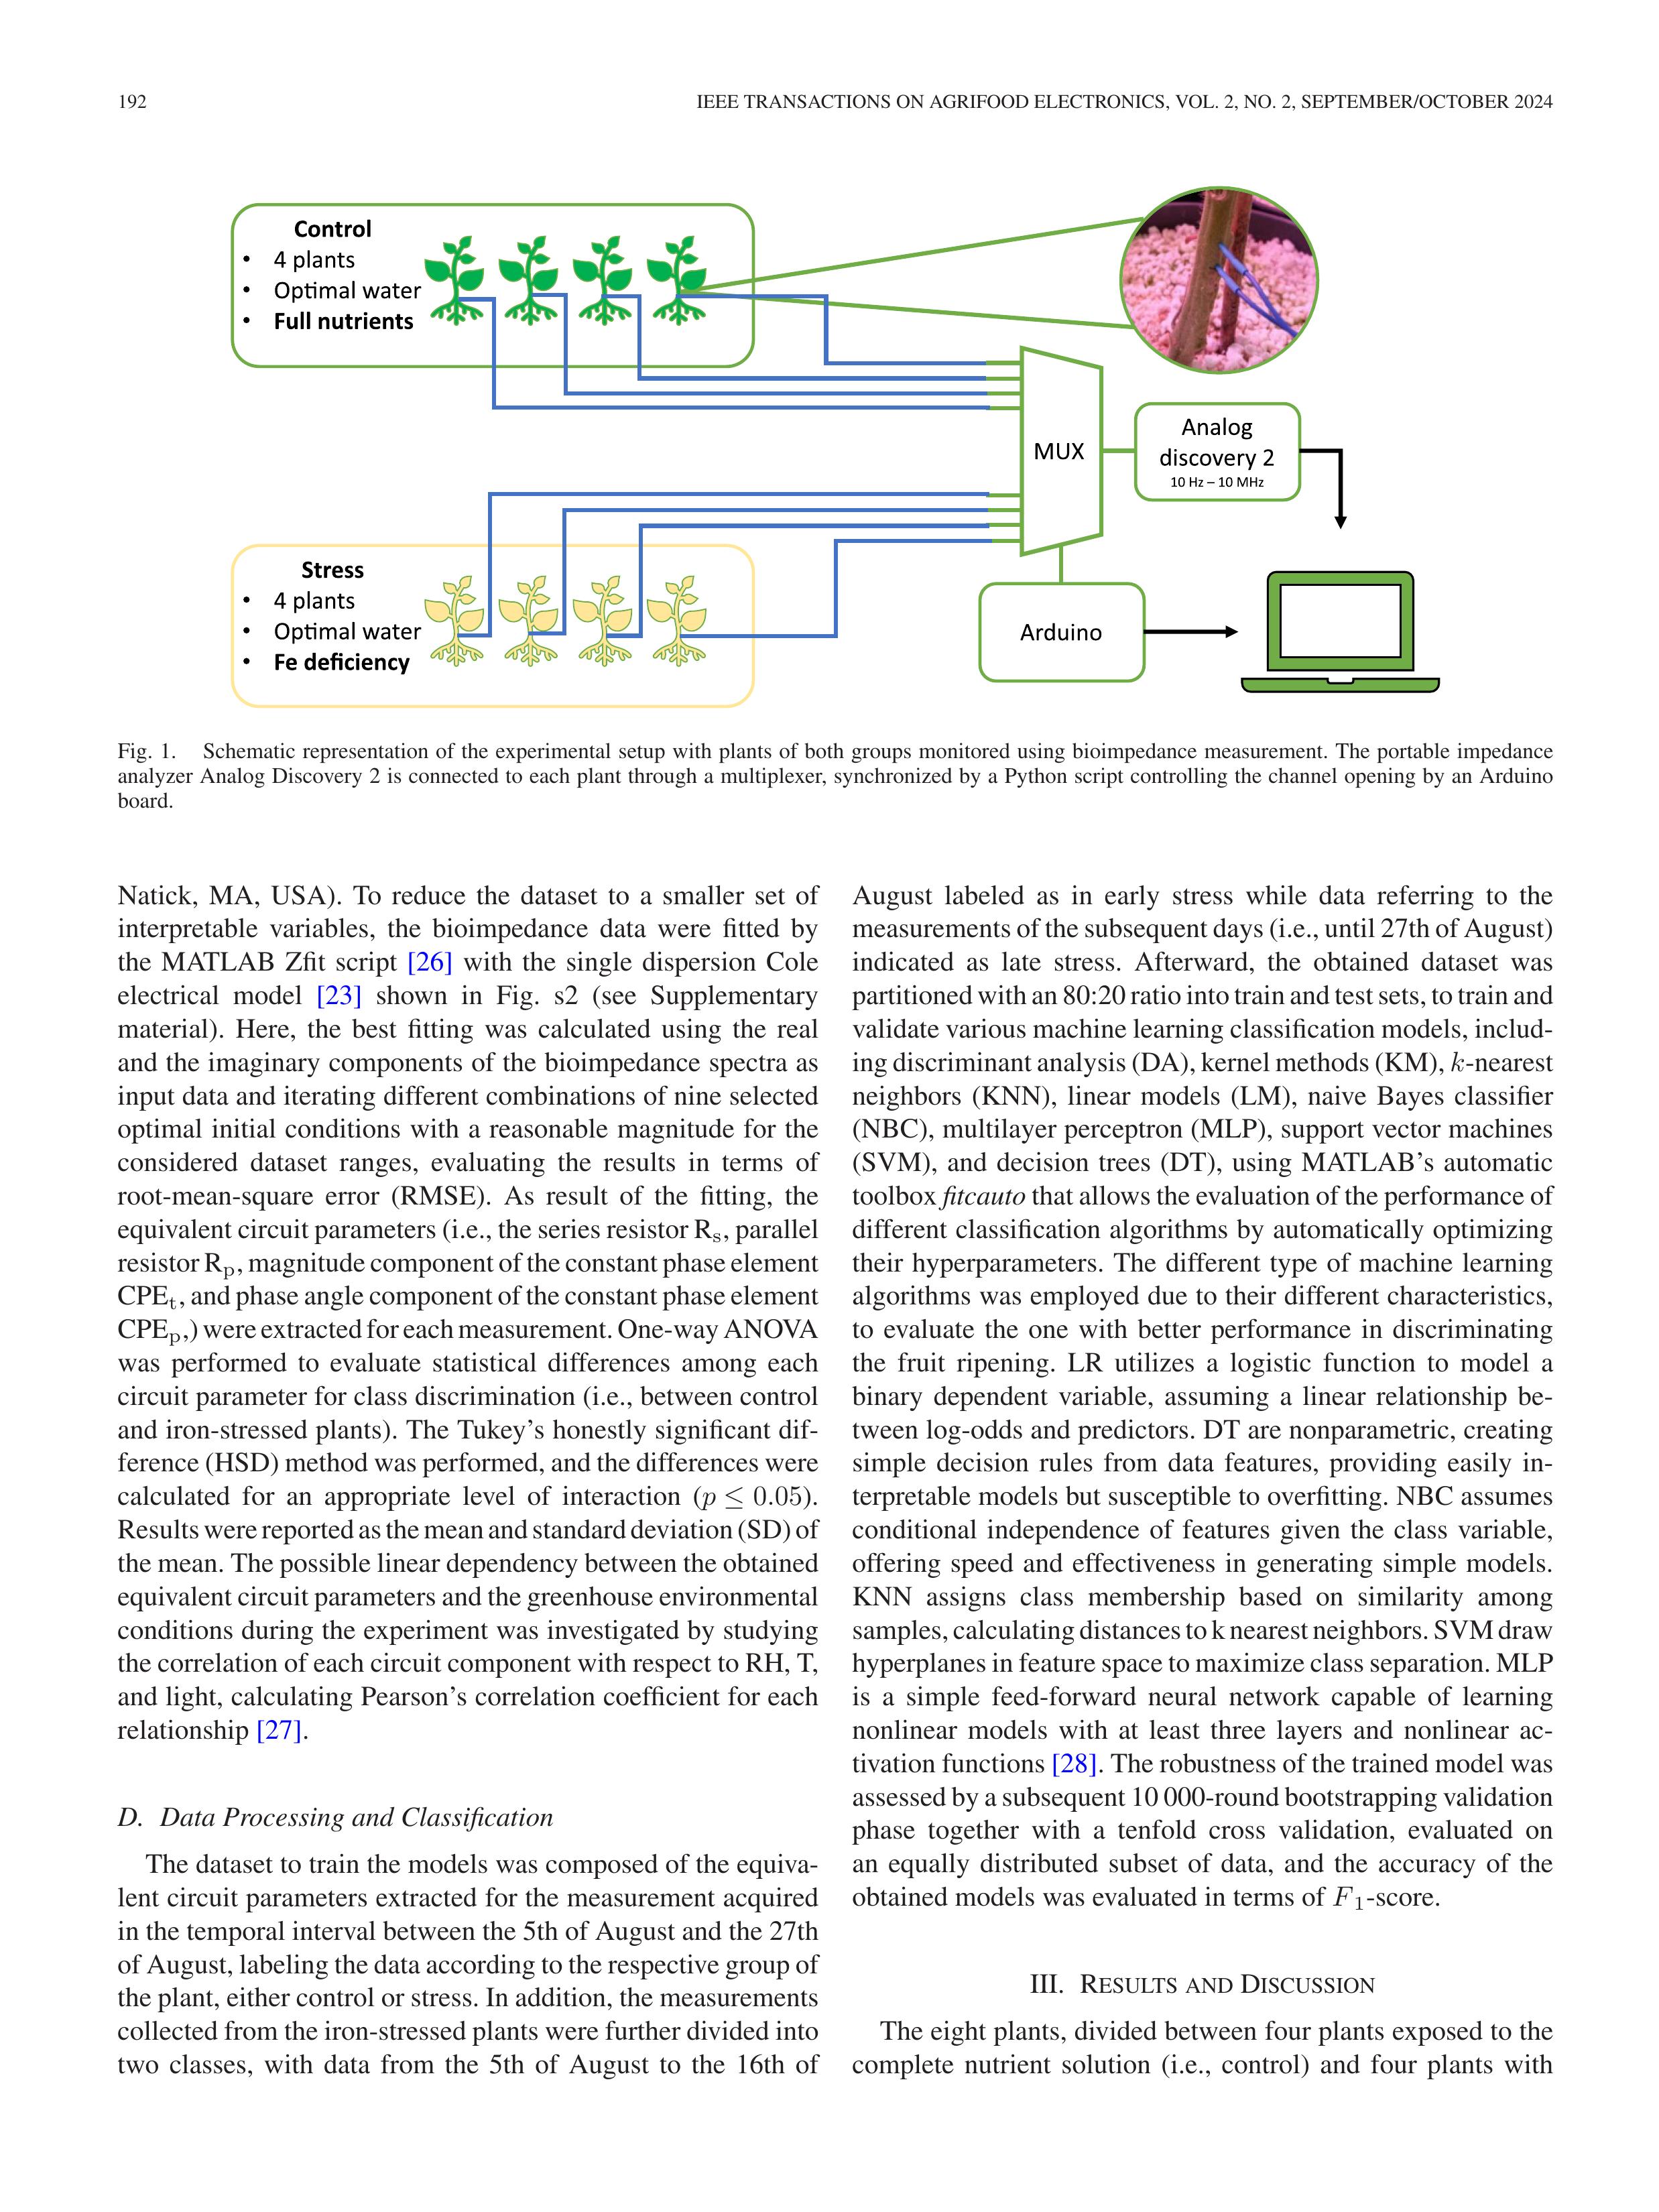 192
IEEE TRANSACTIONS ON AGRIFOOD ELECTRONICS, VOL. 2, NO. 2, SEPTEMBER/OCTOBER 2024
Control
• 4 plants
• Optimal water
• Full nutrients
MUX
Analog
discovery 2
10 Hz – 10 MHz
Stress
• 4 plants
• Optimal water
• Fe deficiency
Arduino
Fig. 1. Schematic representation of the experimental setup with plants of both groups monitored using bioimpedance measurement. The portable impedance
analyzer Analog Discovery 2 is connected to each plant through a multiplexer, synchronized by a Python script controlling the channel opening by an Arduino
board.
Natick, MA, USA). To reduce the dataset to a smaller set of
interpretable variables, the bioimpedance data were fitted by
the MATLAB Zfit script [26] with the single dispersion Cole
electrical model [23] shown in Fig. s2 (see Supplementary
material). Here, the best fitting was calculated using the real
and the imaginary components of the bioimpedance spectra as
input data and iterating different combinations of nine selected
optimal initial conditions with a reasonable magnitude for the
considered dataset ranges, evaluating the results in terms of
root-mean-square error (RMSE). As result of the fitting, the
equivalent circuit parameters (i.e., the series resistor Rs, parallel
resistor Rp, magnitude component of the constant phase element
CPEt, and phase angle component of the constant phase element
CPEp,) were extracted for each measurement. One-way ANOVA
was performed to evaluate statistical differences among each
circuit parameter for class discrimination (i.e., between control
and iron-stressed plants). The Tukey's honestly significant dif-
ference (HSD) method was performed, and the differences were
calculated for an appropriate level of interaction (p ≤ 0.05).
Results were reported as the mean and standard deviation (SD) of
the mean. The possible linear dependency between the obtained
equivalent circuit parameters and the greenhouse environmental
conditions during the experiment was investigated by studying
the correlation of each circuit component with respect to RH, T,
and light, calculating Pearson's correlation coefficient for each
relationship [27].
D. Data Processing and Classification
The dataset to train the models was composed of the equiva-
lent circuit parameters extracted for the measurement acquired
in the temporal interval between the 5th of August and the 27th
of August, labeling the data according to the respective group of
the plant, either control or stress. In addition, the measurements
collected from the iron-stressed plants were further divided into
two classes, with data from the 5th of August to the 16th of
August labeled as in early stress while data referring to the
measurements of the subsequent days (i.e., until 27th of August)
indicated as late stress. Afterward, the obtained dataset was
partitioned with an 80:20 ratio into train and test sets, to train and
validate various machine learning classification models, includ-
ing discriminant analysis (DA), kernel methods (KM), k-nearest
neighbors (KNN), linear models (LM), naive Bayes classifier
(NBC), multilayer perceptron (MLP), support vector machines
(SVM), and decision trees (DT), using MATLAB's automatic
toolbox fitcauto that allows the evaluation of the performance of
different classification algorithms by automatically optimizing
their hyperparameters. The different type of machine learning
algorithms was employed due to their different characteristics,
to evaluate the one with better performance in discriminating
the fruit ripening. LR utilizes a logistic function to model a
binary dependent variable, assuming a linear relationship be-
tween log-odds and predictors. DT are nonparametric, creating
simple decision rules from data features, providing easily in-
terpretable models but susceptible to overfitting. NBC assumes
conditional independence of features given the class variable,
offering speed and effectiveness in generating simple models.
KNN assigns class membership based on similarity among
samples, calculating distances to k nearest neighbors. SVM draw
hyperplanes in feature space to maximize class separation. MLP
is a simple feed-forward neural network capable of learning
nonlinear models with at least three layers and nonlinear ac-
tivation functions [28]. The robustness of the trained model was
assessed by a subsequent 10 000-round bootstrapping validation
phase together with a tenfold cross validation, evaluated on
an equally distributed subset of data, and the accuracy of the
obtained models was evaluated in terms of F1-score.
III. RESULTS AND DISCUSSION
The eight plants, divided between four plants exposed to the
complete nutrient solution (i.e., control) and four plants with